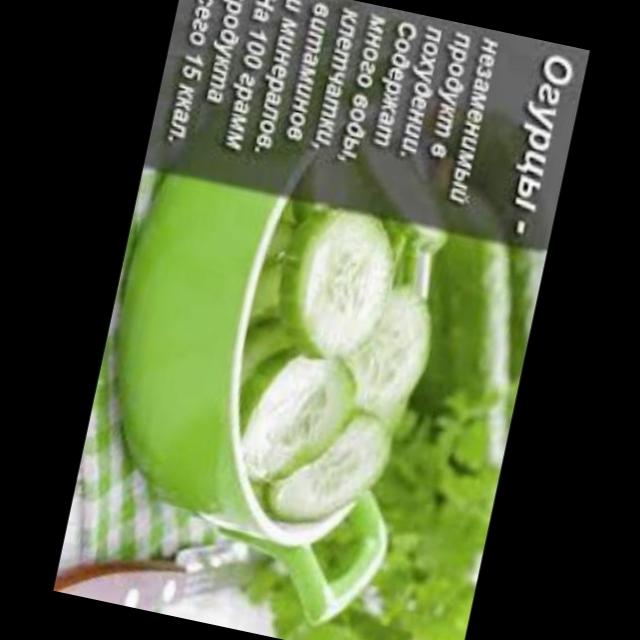 Огурцы -
незаменимый
продукт в
похудении.
Содержат
много воды,
клетчатки,
витаминов
и минералов.
На 100 грамм
продукта
всего 15 ккал.